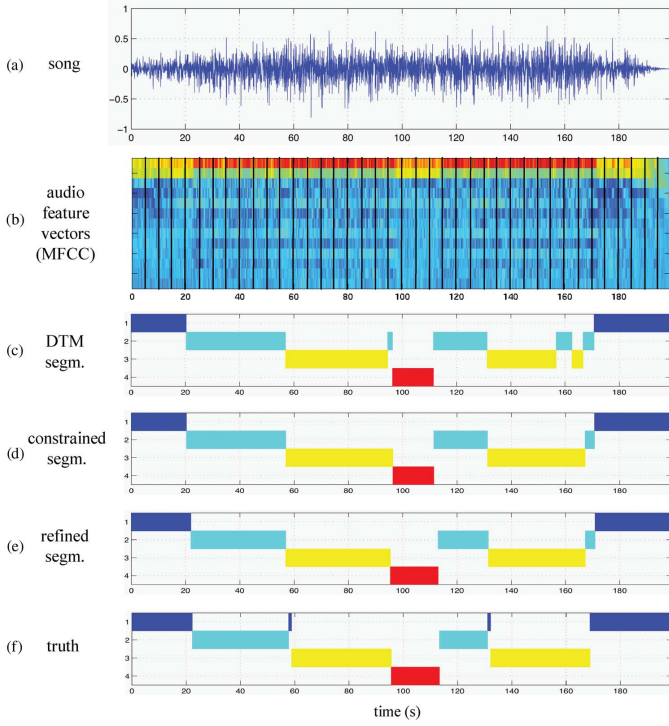 1
0.5
(a) song 0
−0.5
−1
0 20 40 60 80 100 120 140 160 180
(b) audio
feature
vectors
(MFCC)
0 20 40 60 80 100 120 140 160 180
1
(c) DTM 2
segm. 3
4
0 20 40 60 80 100 120 140 160 180
1
(d) constrained 2
segm. 3
4
0 20 40 60 80 100 120 140 160 180
1
(e) refined 2
segm. 3
4
0 20 40 60 80 100 120 140 160 180
1
(f) truth 2
3
4
0 20 40 60 80 100 120 140 160 180
time (s)